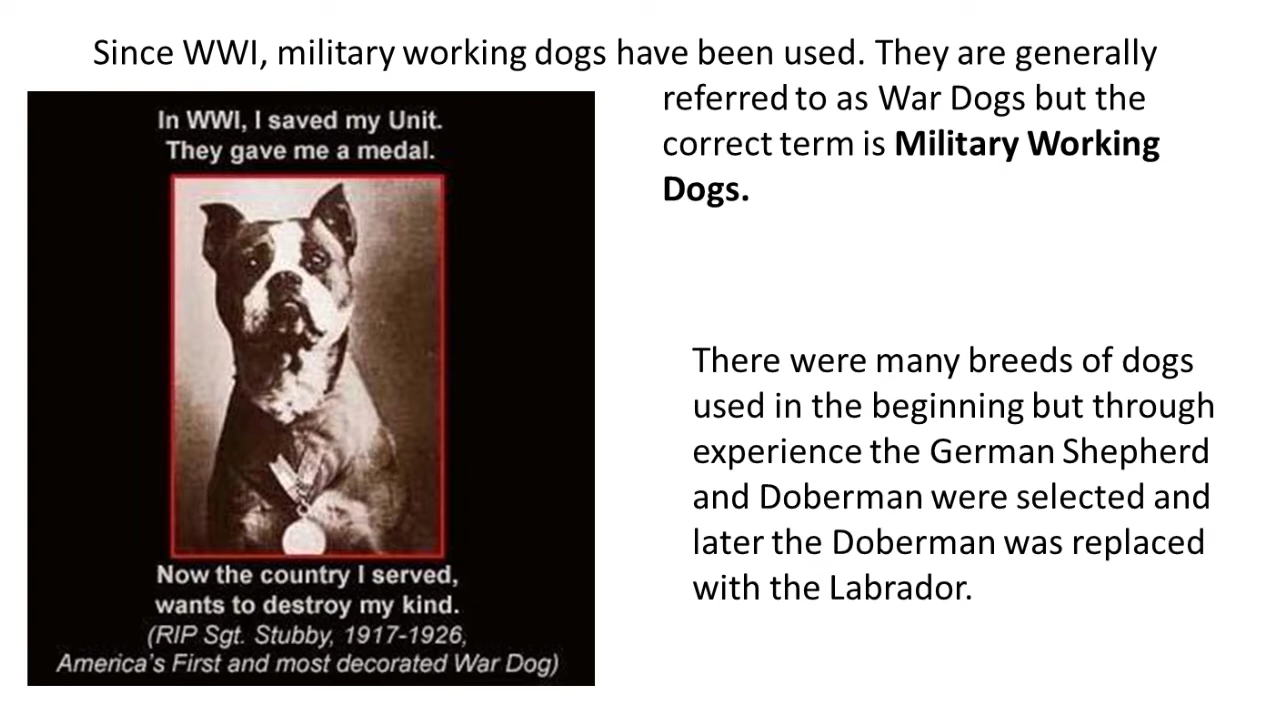 Since WWI, military working dogs have been used. They are generally
referred to as War Dogs but the
correct term is Military Working
Dogs.
In WWI, I saved my Unit.
They gave me a medal.
Now the country I served,
wants to destroy my kind.
(RIP Sgt. Stubby, 1917-1926,
America's First and most decorated War Dog)
There were many breeds of dogs
used in the beginning but through
experience the German Shepherd
and Doberman were selected and
later the Doberman was replaced
with the Labrador.